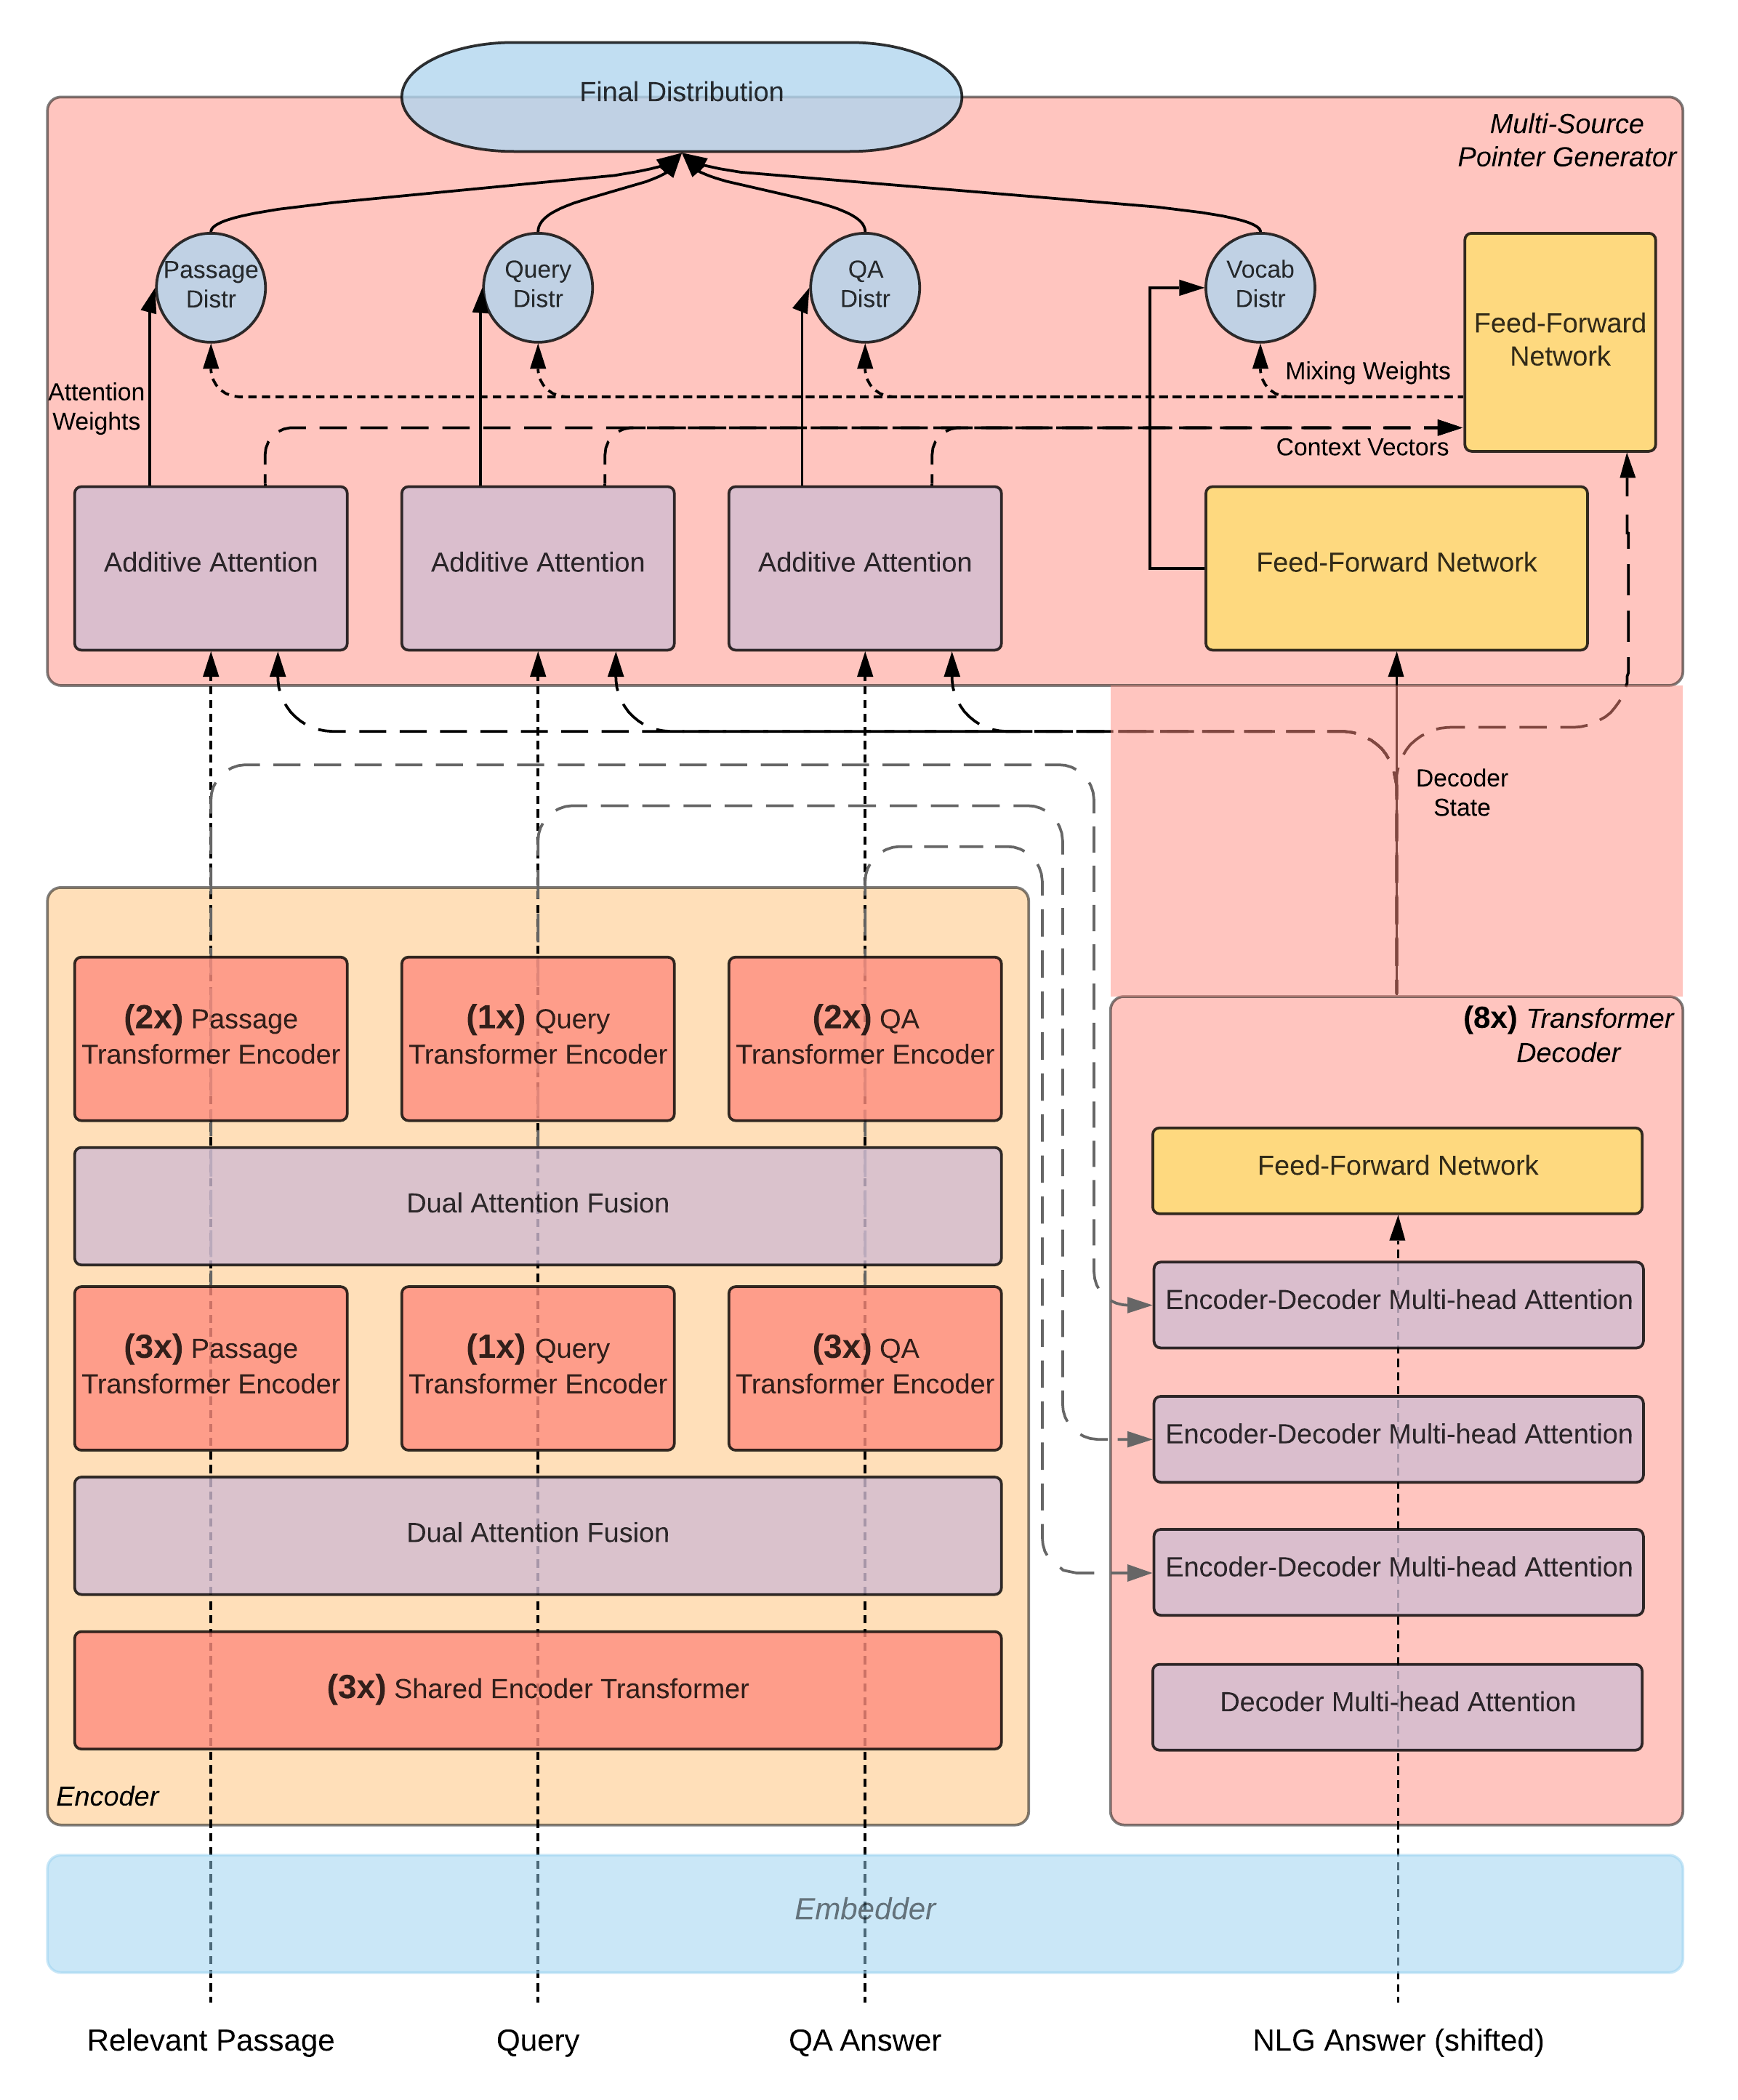 Final Distribution
Multi-Source
Pointer Generator
Passage
Distr
Query
Distr
QA
Distr
Vocab
Distr
Feed-Forward
Network
Mixing Weights
Attention
Weights
Context Vectors
Additive Attention
Additive Attention
Additive Attention
Feed-Forward Network
Decoder
State
(2x) Passage
Transformer Encoder
(1x) Query
Transformer Encoder
(2x) QA
Transformer Encoder
(8x) Transformer
Decoder
Feed-Forward Network
Dual Attention Fusion
Encoder-Decoder Multi-head Attention
(3x) Passage
Transformer Encoder
(1x) Query
Transformer Encoder
(3x) QA
Transformer Encoder
Encoder-Decoder Multi-head Attention
Dual Attention Fusion
Encoder-Decoder Multi-head Attention
(3x) Shared Encoder Transformer
Decoder Multi-head Attention
Encoder
Embedder
Relevant Passage
Query
QA Answer
NLG Answer (shifted)